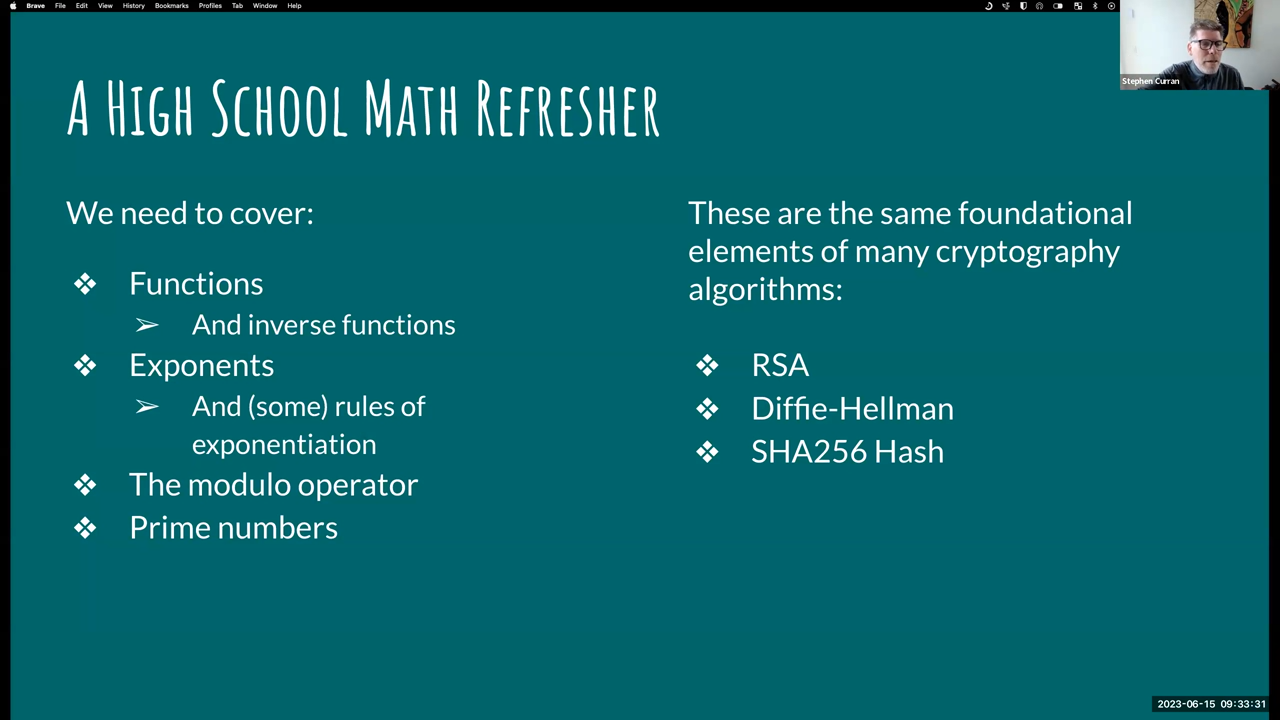 Brave File Edit View History Bookmarks Profiles Tab Window Help
Stephen Curran
A High School Math Refresher
We need to cover:
❖ Functions
➢ And inverse functions
❖ Exponents
➢ And (some) rules of
exponentiation
❖ The modulo operator
❖ Prime numbers
These are the same foundational
elements of many cryptography
algorithms:
❖ RSA
❖ Diffie-Hellman
❖ SHA256 Hash
2023-06-15 09:33:31